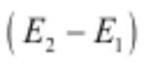 (E₂ − E₁)